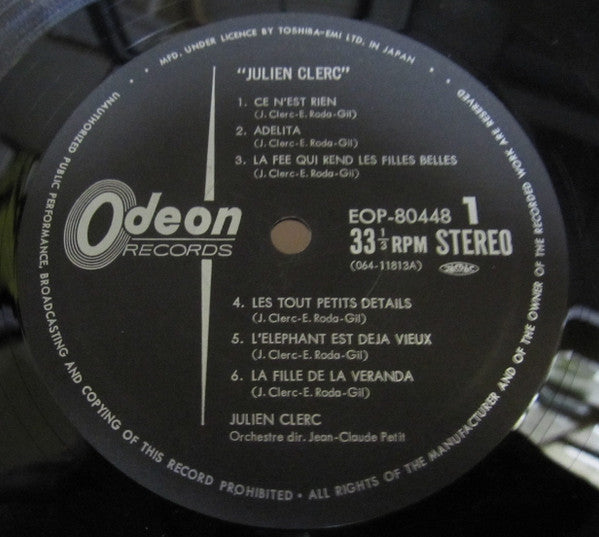 MFD. UNDER LICENCE BY TOSHIBA-EMI LTD. IN JAPAN
"JULIEN CLERC"
1. CE N'EST RIEN
(J. Clerc-E. Roda-Gil)
2. ADELITA
(J. Clerc-E. Roda-Gil)
3. LA FEE QUI REND LES FILLES BELLES
(J. Clerc-E. Roda-Gil)
Odeon
RECORDS
EOP-80448 1
33 1/3 RPM STEREO
(064-11813A)
4. LES TOUT PETITS DETAILS
(J. Clerc-E. Roda-Gil)
5. L'ELEPHANT EST DEJA VIEUX
(J. Clerc-E. Roda-Gil)
6. LA FILLE DE LA VERANDA
(J. Clerc-E. Roda-Gil)
JULIEN CLERC
Orchestre dir. Jean-Claude Petit
UNAUTHORIZED PUBLIC PERFORMANCE, BROADCASTING AND COPYING OF THIS RECORD PROHIBITED • ALL RIGHTS OF THE MANUFACTURER AND OF THE OWNER OF THE RECORDED WORK ARE RESERVED